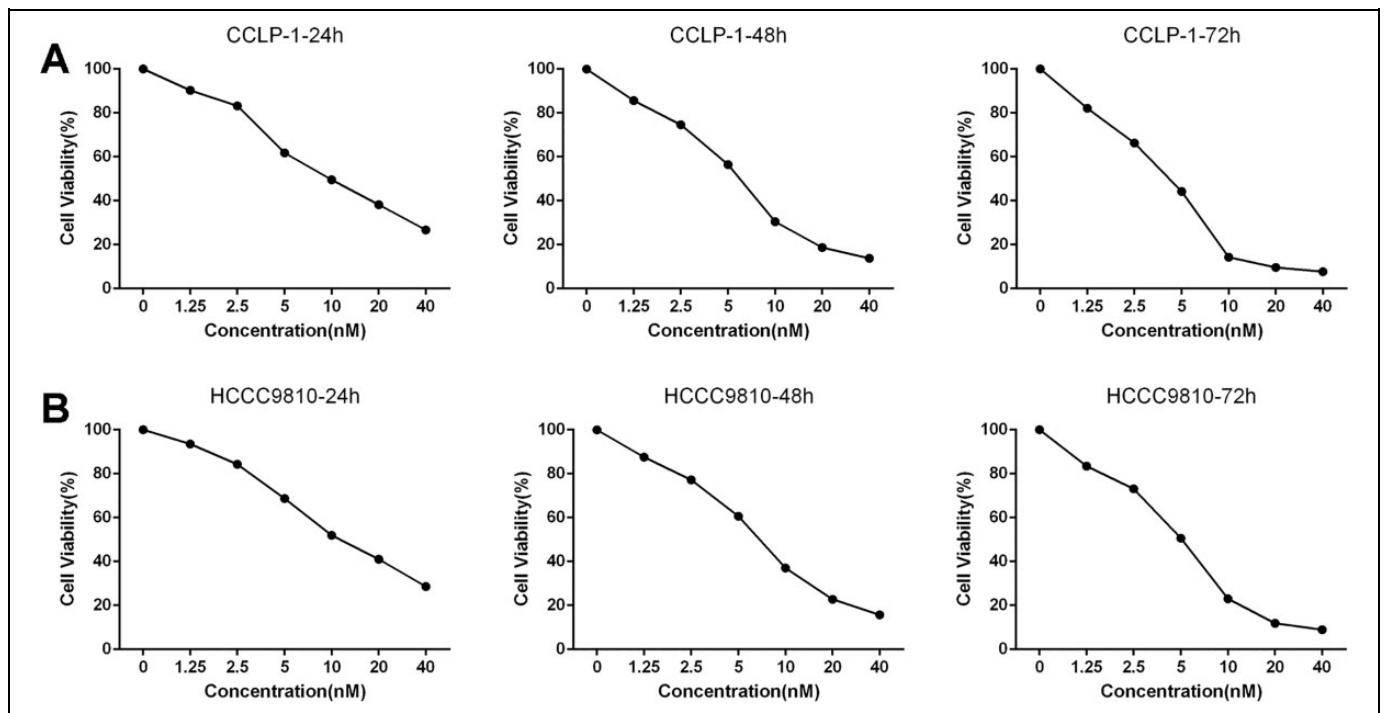 A
CCLP-1-24h
Cell Viability(%)
100
80
60
40
20
0
0 1.25 2.5 5 10 20 40
Concentration(nM)
CCLP-1-48h
Cell Viability(%)
100
80
60
40
20
0
0 1.25 2.5 5 10 20 40
Concentration(nM)
CCLP-1-72h
Cell Viability(%)
100
80
60
40
20
0
0 1.25 2.5 5 10 20 40
Concentration(nM)
B
HCCC9810-24h
Cell Viability(%)
100
80
60
40
20
0
0 1.25 2.5 5 10 20 40
Concentration(nM)
HCCC9810-48h
Cell Viability(%)
100
80
60
40
20
0
0 1.25 2.5 5 10 20 40
Concentration(nM)
HCCC9810-72h
Cell Viability(%)
100
80
60
40
20
0
0 1.25 2.5 5 10 20 40
Concentration(nM)